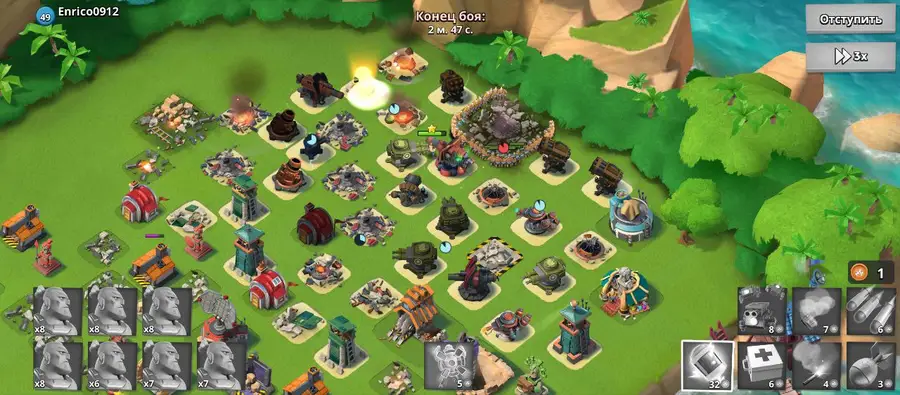 49 Enrico0912
Конец боя:
2 м. 47 с.
Отступить
3x
1
x8 x8 x8
8 7 6
x8 x6 x7 x7
5
32 6 4 3